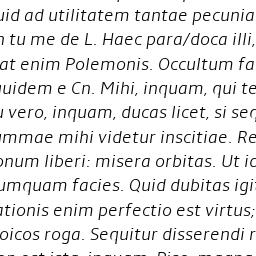 uid ad utilitatem tantae pecunia
n tu me de L. Haec para/doca illi,
at enim Polemonis. Occultum fa
quidem e Cn. Mihi, inquam, qui te
u vero, inquam, ducas licet, si seq
ummae mihi videtur inscitiae. Re
onum liberi: misera orbitas. Ut id
umquam facies. Quid dubitas igit
ationis enim perfectio est virtus;
oicos roga. Sequitur disserendi r